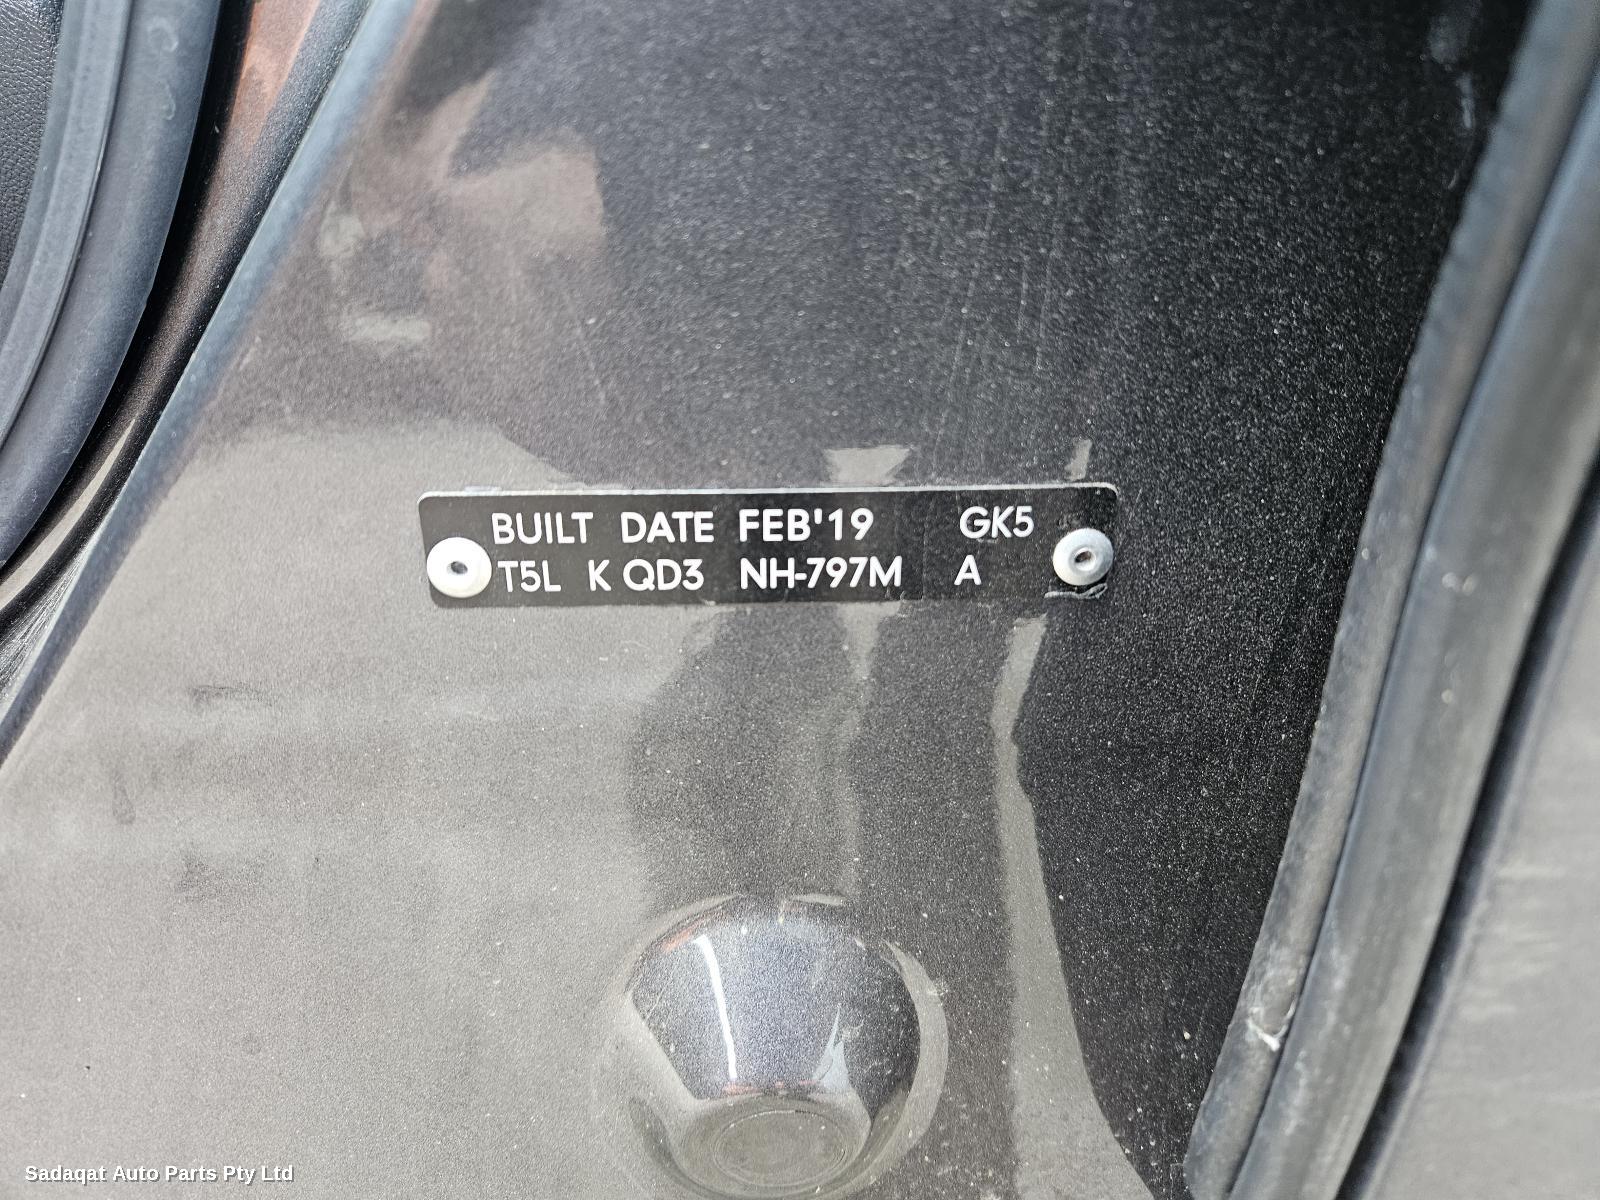 BUILT DATE FEB'19 GK5
T5L K QD3 NH-797M A
Sadaqat Auto Parts Pty Ltd